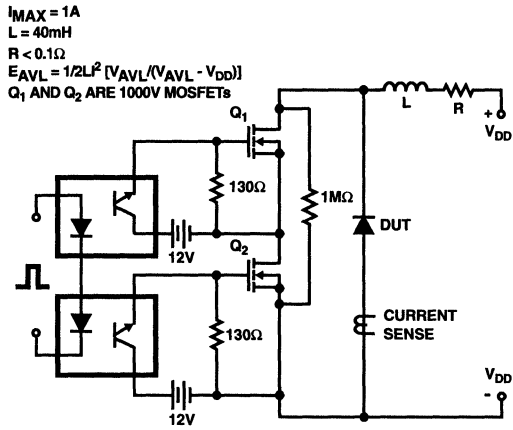 IMAX = 1A
L = 40mH
R < 0.1Ω
EAVL = 1/2LI² [VAVL/(VAVL - VDD)]
Q1 AND Q2 ARE 1000V MOSFETs
Q1
L
R
+
VDD
130Ω
1MΩ
12V
DUT
Q2
130Ω
CURRENT
SENSE
VDD
-
12V